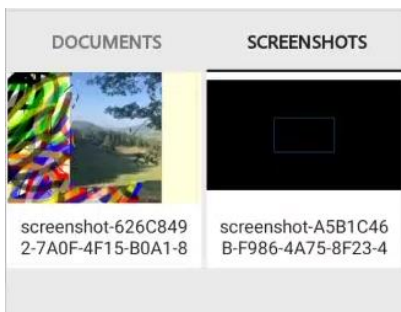 DOCUMENTS
SCREENSHOTS
screenshot-626C849
2-7A0F-4F15-B0A1-8
screenshot-A5B1C46
B-F986-4A75-8F23-4